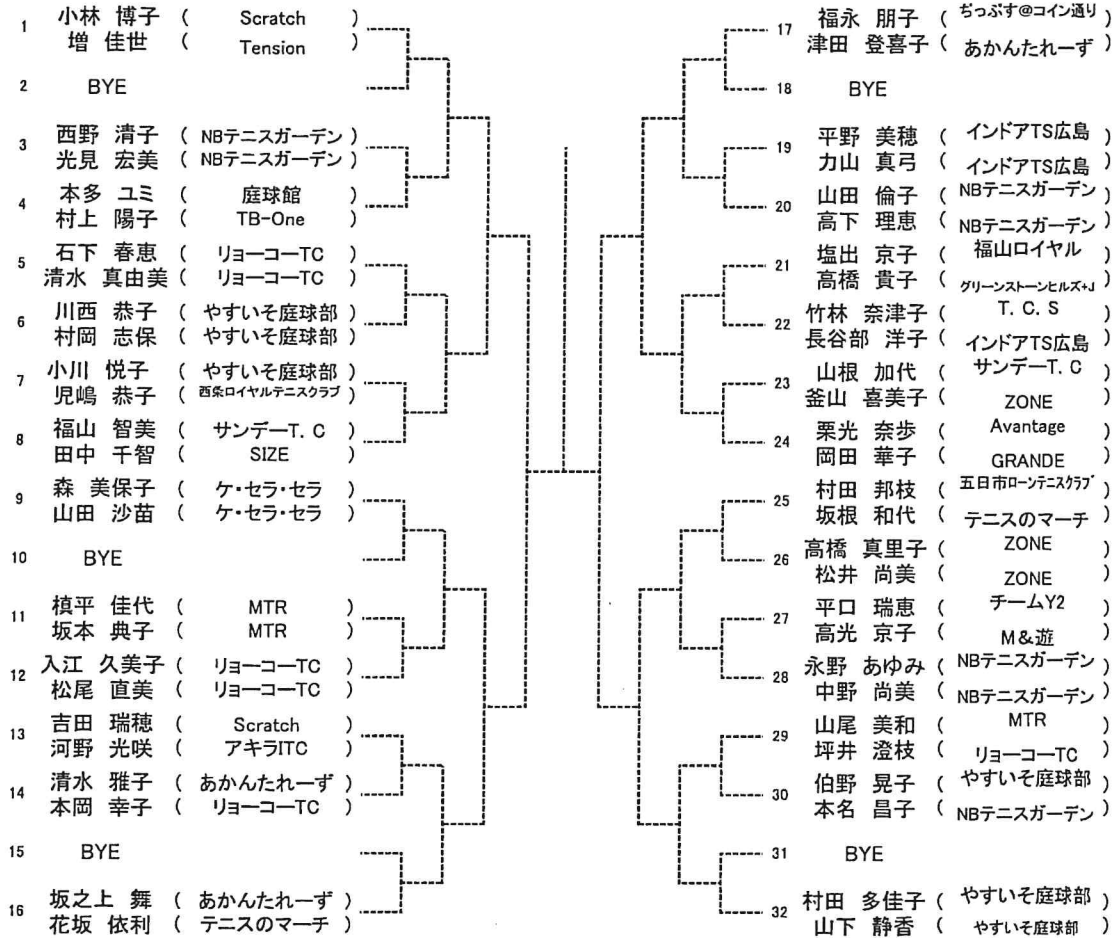 1 小林 博子 ( Scratch )
増 佳世 ( Tension )
2 BYE
3 西野 清子 ( NBテニスガーデン )
光見 宏美 ( NBテニスガーデン )
4 本多 ユミ ( 庭球館 )
村上 陽子 ( TB-One )
5 石下 春恵 ( リョーコーTC )
清水 真由美 ( リョーコーTC )
6 川西 恭子 ( やすいそ庭球部 )
村岡 志保 ( やすいそ庭球部 )
7 小川 悦子 ( やすいそ庭球部 )
児嶋 恭子 ( 西条ロイヤルテニスクラブ )
8 福山 智美 ( サンデーT. C )
田中 千智 ( SIZE )
9 森 美保子 ( ケ・セラ・セラ )
山田 沙苗 ( ケ・セラ・セラ )
10 BYE
11 槙平 佳代 ( MTR )
坂本 典子 ( MTR )
12 入江 久美子 ( リョーコーTC )
松尾 直美 ( リョーコーTC )
13 吉田 瑞穂 ( Scratch )
河野 光咲 ( アキラITC )
14 清水 雅子 ( あかんたれーず )
本岡 幸子 ( リョーコーTC )
15 BYE
16 坂之上 舞 ( あかんたれーず )
花坂 依利 ( テニスのマーチ )
17 福永 朋子 ( ぢっぷす@コイン通り )
津田 登喜子 ( あかんたれーず )
18 BYE
19 平野 美穂 ( インドアTS広島 )
力山 真弓 ( インドアTS広島 )
20 山田 倫子 ( NBテニスガーデン )
高下 理恵 ( NBテニスガーデン )
21 塩出 京子 ( 福山ロイヤル )
高橋 貴子 ( グリーンストーンヒルズ+J )
22 竹林 奈津子 ( T. C. S )
長谷部 洋子 ( インドアTS広島 )
23 山根 加代 ( サンデーT. C )
釜山 喜美子 ( ZONE )
24 栗光 奈歩 ( Avantage )
岡田 華子 ( GRANDE )
25 村田 邦枝 ( 五日市ローンテニスクラブ )
坂根 和代 ( テニスのマーチ )
26 高橋 真里子 ( ZONE )
松井 尚美 ( ZONE )
27 平口 瑞恵 ( チームY2 )
高光 京子 ( M&遊 )
28 永野 あゆみ ( NBテニスガーデン )
中野 尚美 ( NBテニスガーデン )
29 山尾 美和 ( MTR )
坪井 澄枝 ( リョーコーTC )
30 伯野 晃子 ( やすいそ庭球部 )
本名 昌子 ( NBテニスガーデン )
31 BYE
32 村田 多佳子 ( やすいそ庭球部 )
山下 静香 ( やすいそ庭球部 )